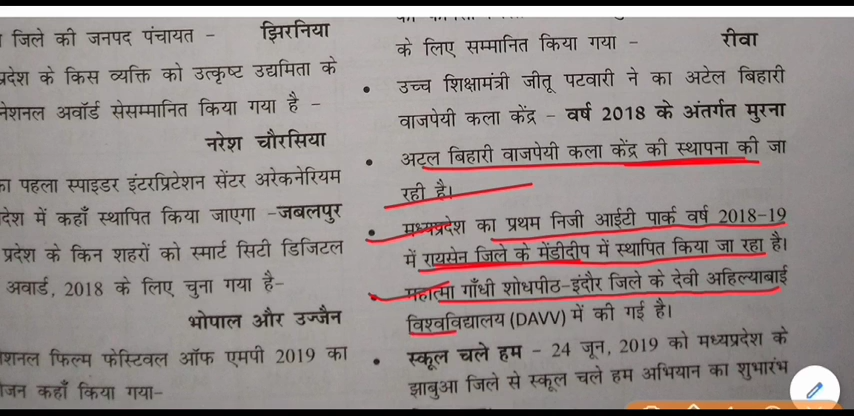 जिले की जनपद पंचायत – झिरनिया
प्रदेश के किस व्यक्ति को उत्कृष्ट उद्यमिता के
नेशनल अवॉर्ड सेसम्मानित किया गया है –
नरेश चौरसिया
का पहला स्पाइडर इंटरप्रिटेशन सेंटर अरेकनेरियम
देश में कहाँ स्थापित किया जाएगा -जबलपुर
प्रदेश के किन शहरों को स्मार्ट सिटी डिजिटल
अवार्ड, 2018 के लिए चुना गया है–
भोपाल और उज्जैन
शनल फिल्म फेस्टिवल ऑफ एमपी 2019 का
जन कहाँ किया गया–
के लिए सम्मानित किया गया – रीवा
• उच्च शिक्षामंत्री जीतू पटवारी ने का अटेल बिहारी
वाजपेयी कला केंद्र – वर्ष 2018 के अंतर्गत मुरना
• अटल बिहारी वाजपेयी कला केंद्र की स्थापना की जा
रही है।
• मध्यप्रदेश का प्रथम निजी आईटी पार्क वर्ष 2018-19
में रायसेन जिले के मेंडीदीप में स्थापित किया जा रहा है।
• महात्मा गाँधी शोधपीठ-इंदौर जिले के देवी अहिल्याबाई
विश्वविद्यालय (DAVV) में की गई है।
• स्कूल चले हम – 24 जून, 2019 को मध्यप्रदेश के
झाबुआ जिले से स्कूल चले हम अभियान का शुभारंभ